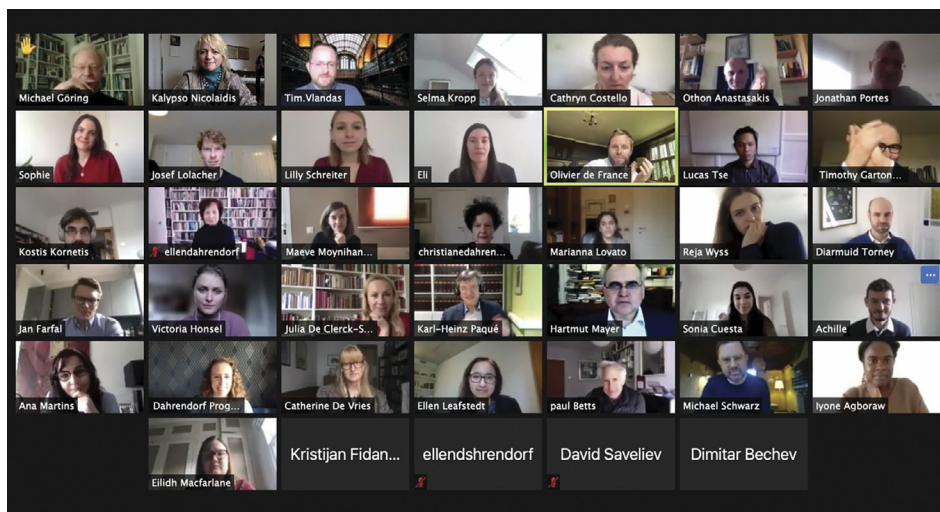 Michael Göring
Kalypso Nicolaidis
Tim.Vlandas
Selma Kropp
Cathryn Costello
Othon Anastasakis
Jonathan Portes
Sophie
Josef Lolacher
Lilly Schreiter
Eli
Olivier de France
Lucas Tse
Timothy Garton...
Kostis Kornetis
ellendahrendorf
Maeve Moynihan...
christianedahren...
Marianna Lovato
Reja Wyss
Diarmuid Torney
Jan Farfal
Victoria Honsel
Julia De Clerck-S...
Karl-Heinz Paqué
Hartmut Mayer
Sonia Cuesta
Achille
Ana Martins
Dahrendorf Prog...
Catherine De Vries
Ellen Leafstedt
paul Betts
Michael Schwarz
Iyone Agboraw
Eilidh Macfarlane
Kristijan Fidan...
ellendshrendorf
David Saveliev
Dimitar Bechev